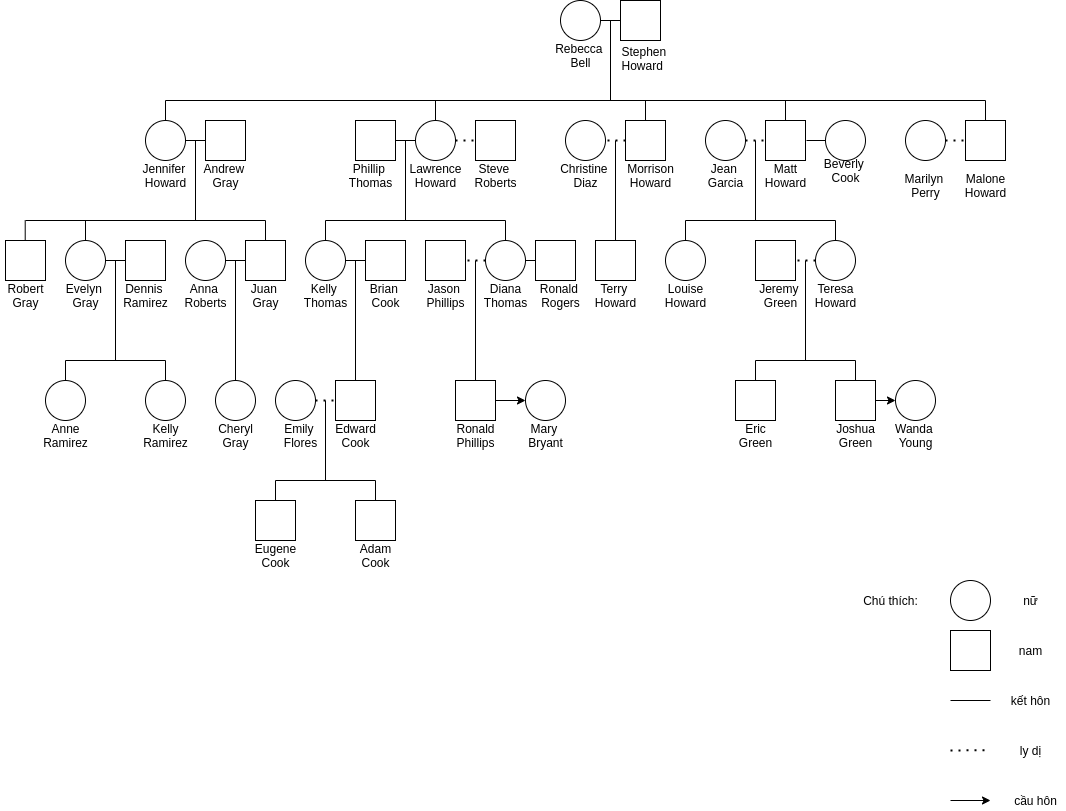 Rebecca
Bell
Stephen
Howard
Jennifer
Howard
Andrew
Gray
Phillip
Thomas
Lawrence
Howard
Steve
Roberts
Christine
Diaz
Morrison
Howard
Jean
Garcia
Matt
Howard
Beverly
Cook
Marilyn
Perry
Malone
Howard
Robert
Gray
Evelyn
Gray
Dennis
Ramirez
Anna
Roberts
Juan
Gray
Kelly
Thomas
Brian
Cook
Jason
Phillips
Diana
Thomas
Ronald
Rogers
Terry
Howard
Louise
Howard
Jeremy
Green
Teresa
Howard
Anne
Ramirez
Kelly
Ramirez
Cheryl
Gray
Emily
Flores
Edward
Cook
Ronald
Phillips
Mary
Bryant
Eric
Green
Joshua
Green
Wanda
Young
Eugene
Cook
Adam
Cook
Chú thích:
nữ
nam
kết hôn
ly dị
cầu hôn